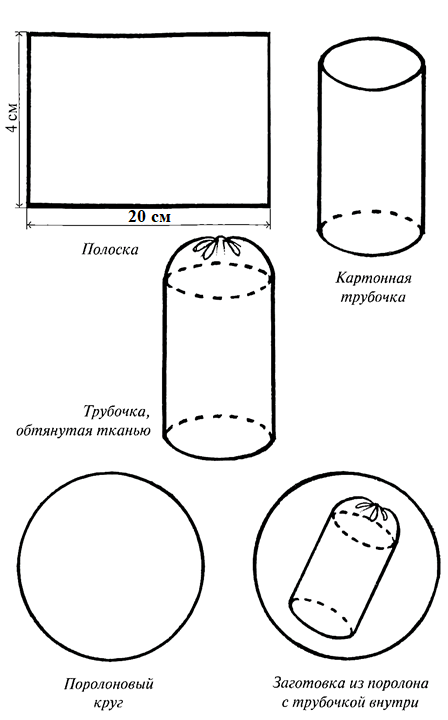 4 см
20 см
Полоска
Картонная
трубочка
Трубочка,
обтянутая тканью
Поролоновый
круг
Заготовка из поролона
с трубочкой внутри